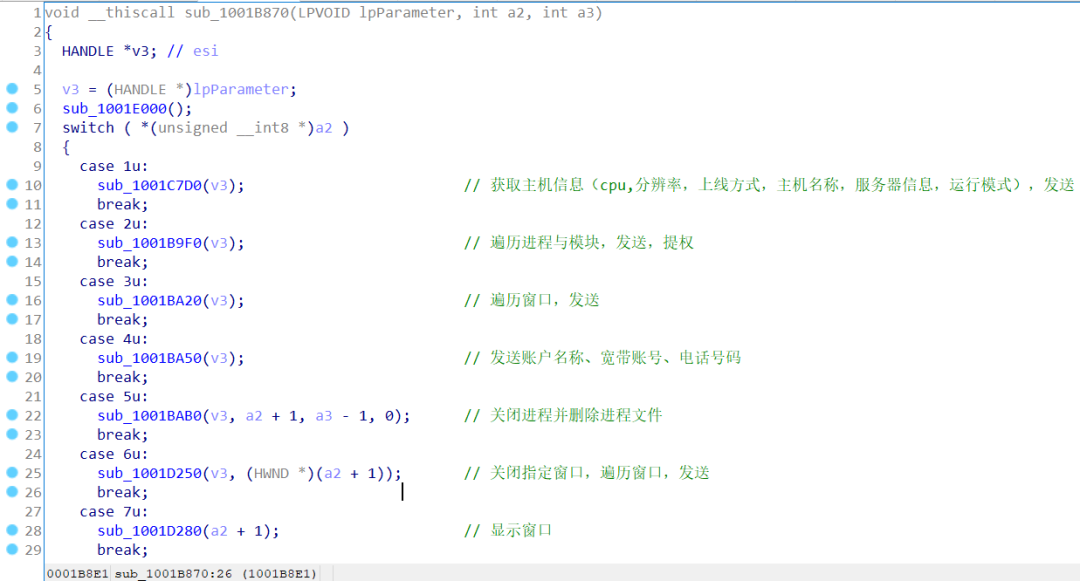 1 void __thiscall sub_1001B870(LPVOID lpParameter, int a2, int a3)
2 {
3 HANDLE *v3; // esi
4
5 v3 = (HANDLE *)lpParameter;
6 sub_1001E000();
7 switch ( *(unsigned __int8 *)a2 )
8 {
9 case 1u:
10 sub_1001C7D0(v3); // 获取主机信息（cpu,分辨率，上线方式，主机名称，服务器信息，运行模式），发送
11 break;
12 case 2u:
13 sub_1001B9F0(v3); // 遍历进程与模块，发送，提权
14 break;
15 case 3u:
16 sub_1001BA20(v3); // 遍历窗口，发送
17 break;
18 case 4u:
19 sub_1001BA50(v3); // 发送账户名称、宽带账号、电话号码
20 break;
21 case 5u:
22 sub_1001BAB0(v3, a2 + 1, a3 - 1, 0); // 关闭进程并删除进程文件
23 break;
24 case 6u:
25 sub_1001D250(v3, (HWND *)(a2 + 1)); // 关闭指定窗口，遍历窗口，发送
26 break;
27 case 7u:
28 sub_1001D280(a2 + 1); // 显示窗口
29 break;
0001B8E1 sub_1001B870:26 (1001B8E1)